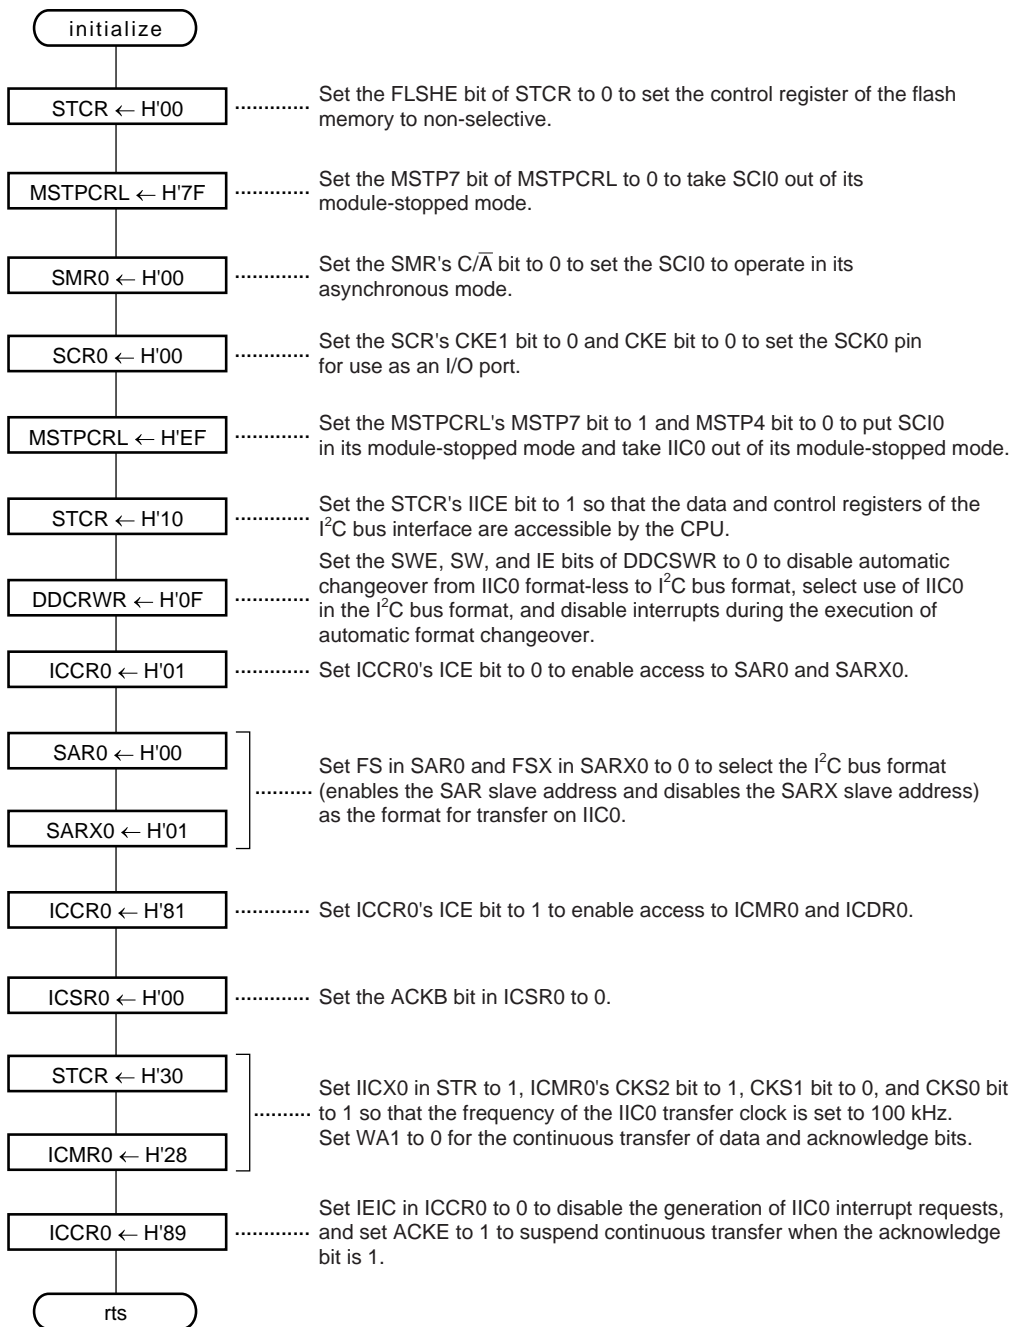 initialize
STCR ← H'00
Set the FLSHE bit of STCR to 0 to set the control register of the flash
memory to non-selective.
MSTPCRL ← H'7F
Set the MSTP7 bit of MSTPCRL to 0 to take SCI0 out of its
module-stopped mode.
SMR0 ← H'00
Set the SMR's C/A̅ bit to 0 to set the SCI0 to operate in its
asynchronous mode.
SCR0 ← H'00
Set the SCR's CKE1 bit to 0 and CKE bit to 0 to set the SCK0 pin
for use as an I/O port.
MSTPCRL ← H'EF
Set the MSTPCRL's MSTP7 bit to 1 and MSTP4 bit to 0 to put SCI0
in its module-stopped mode and take IIC0 out of its module-stopped mode.
STCR ← H'10
Set the STCR's IICE bit to 1 so that the data and control registers of the
I²C bus interface are accessible by the CPU.
DDCRWR ← H'0F
Set the SWE, SW, and IE bits of DDCSWR to 0 to disable automatic
changeover from IIC0 format-less to I²C bus format, select use of IIC0
in the I²C bus format, and disable interrupts during the execution of
automatic format changeover.
ICCR0 ← H'01
Set ICCR0's ICE bit to 0 to enable access to SAR0 and SARX0.
SAR0 ← H'00
SARX0 ← H'01
Set FS in SAR0 and FSX in SARX0 to 0 to select the I²C bus format
(enables the SAR slave address and disables the SARX slave address)
as the format for transfer on IIC0.
ICCR0 ← H'81
Set ICCR0's ICE bit to 1 to enable access to ICMR0 and ICDR0.
ICSR0 ← H'00
Set the ACKB bit in ICSR0 to 0.
STCR ← H'30
ICMR0 ← H'28
Set IICX0 in STR to 1, ICMR0's CKS2 bit to 1, CKS1 bit to 0, and CKS0 bit
to 1 so that the frequency of the IIC0 transfer clock is set to 100 kHz.
Set WA1 to 0 for the continuous transfer of data and acknowledge bits.
ICCR0 ← H'89
Set IEIC in ICCR0 to 0 to disable the generation of IIC0 interrupt requests,
and set ACKE to 1 to suspend continuous transfer when the acknowledge
bit is 1.
rts